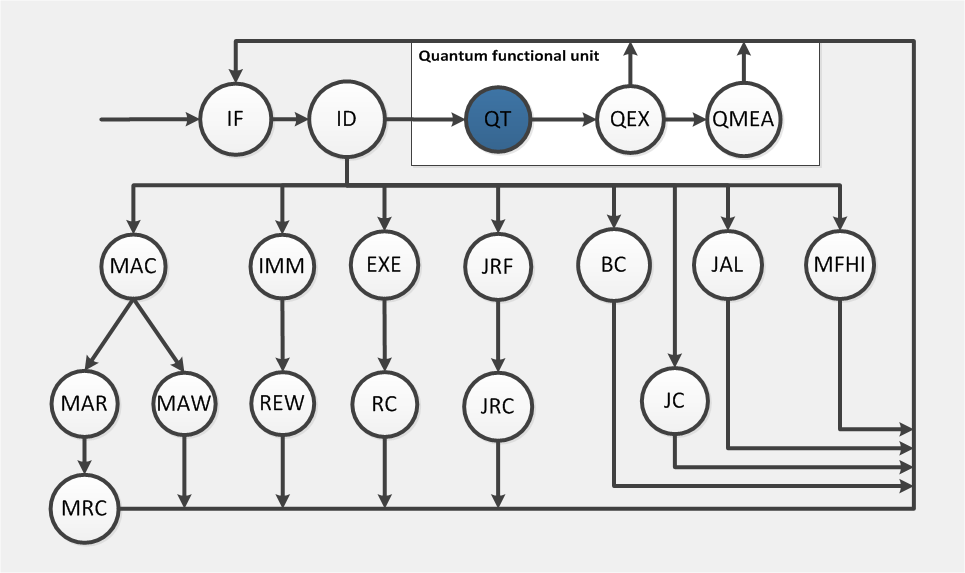 Quantum functional unit
IF
ID
QT
QEX
QMEA
MAC
IMM
EXE
JRF
BC
JAL
MFHI
MAR
MAW
REW
RC
JRC
JC
MRC